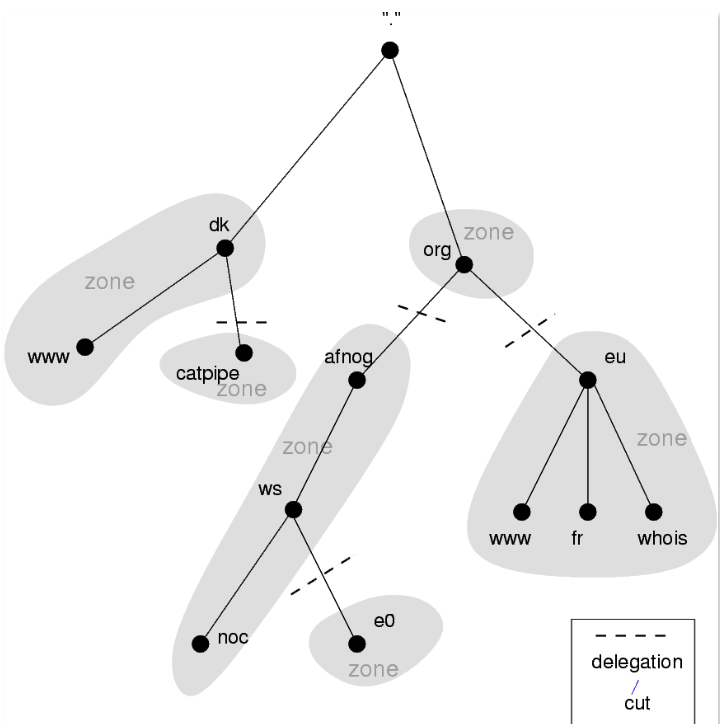 "."
dk
zone
org
zone
www
catpipe
zone
afnog
eu
zone
zone
ws
www
fr
whois
noc
e0
zone
delegation
/
cut